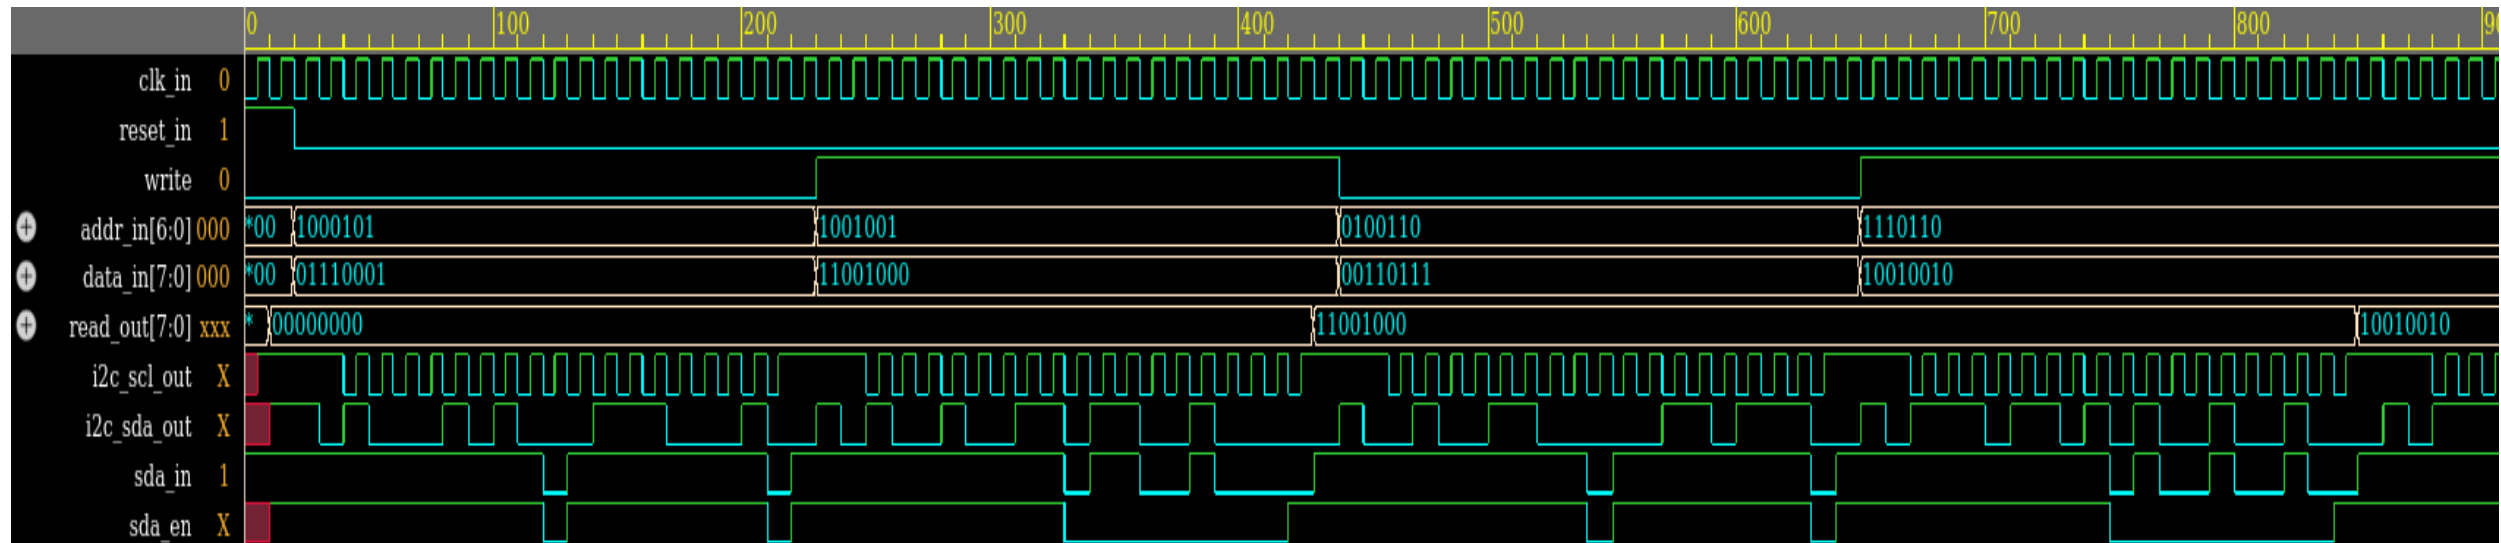 0 100 200 300 400 500 600 700 800 90
clk_in 0
reset_in 1
write 0
addr_in[6:0] 000 *00 1000101 1001001 0100110 1110110
data_in[7:0] 000 *00 01110001 11001000 00110111 10010010
read_out[7:0] xxx * 00000000 11001000 10010010
i2c_scl_out X
i2c_sda_out X
sda_in 1
sda_en X